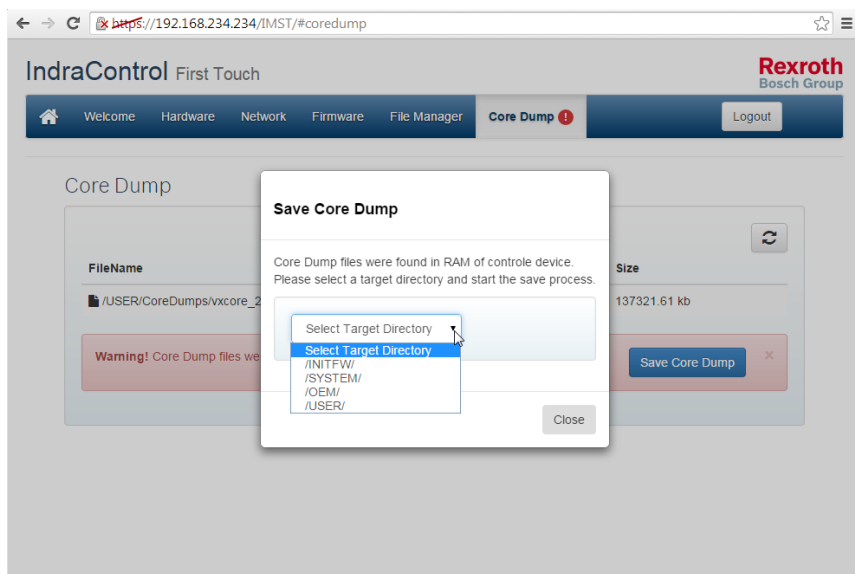 https://192.168.234.234/IMST/#coredump
IndraControl First Touch
Rexroth
Bosch Group
Welcome Hardware Network Firmware File Manager Core Dump ! Logout
Core Dump
Save Core Dump
Core Dump files were found in RAM of controle device.
Please select a target directory and start the save process.
FileName Size
/USER/CoreDumps/vxcore_2 137321.61 kb
Select Target Directory
Warning! Core Dump files we Save Core Dump ×
Select Target Directory
/INITFW/
/SYSTEM/
/OEM/
/USER/
Close